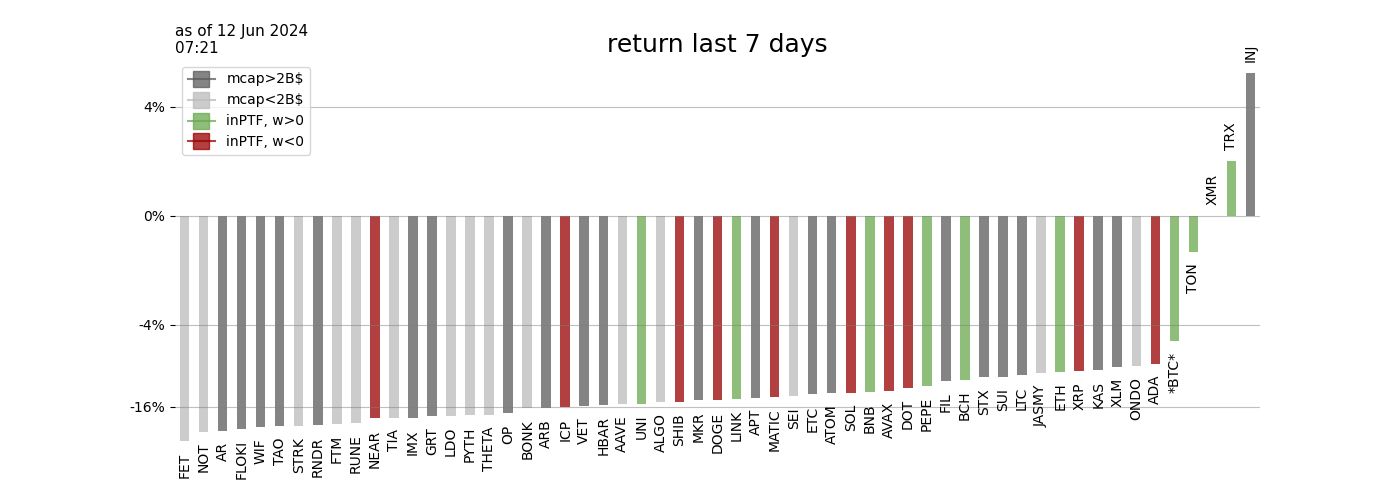 as of 12 Jun 2024
07:21
return last 7 days
mcap>2B$
mcap<2B$
inPTF, w>0
inPTF, w<0
4%
0%
-4%
-16%
FET
NOT
AR
FLOKI
WIF
TAO
STRK
RNDR
FTM
RUNE
NEAR
TIA
IMX
GRT
LDO
PYTH
THETA
OP
BONK
ARB
ICP
VET
HBAR
AAVE
UNI
ALGO
SHIB
MKR
DOGE
LINK
APT
MATIC
SEI
ETC
ATOM
SOL
BNB
AVAX
DOT
PEPE
FIL
BCH
STX
SUI
LTC
JASMY
ETH
XRP
KAS
XLM
ONDO
ADA
*BTC*
TON
XMR
TRX
INJ